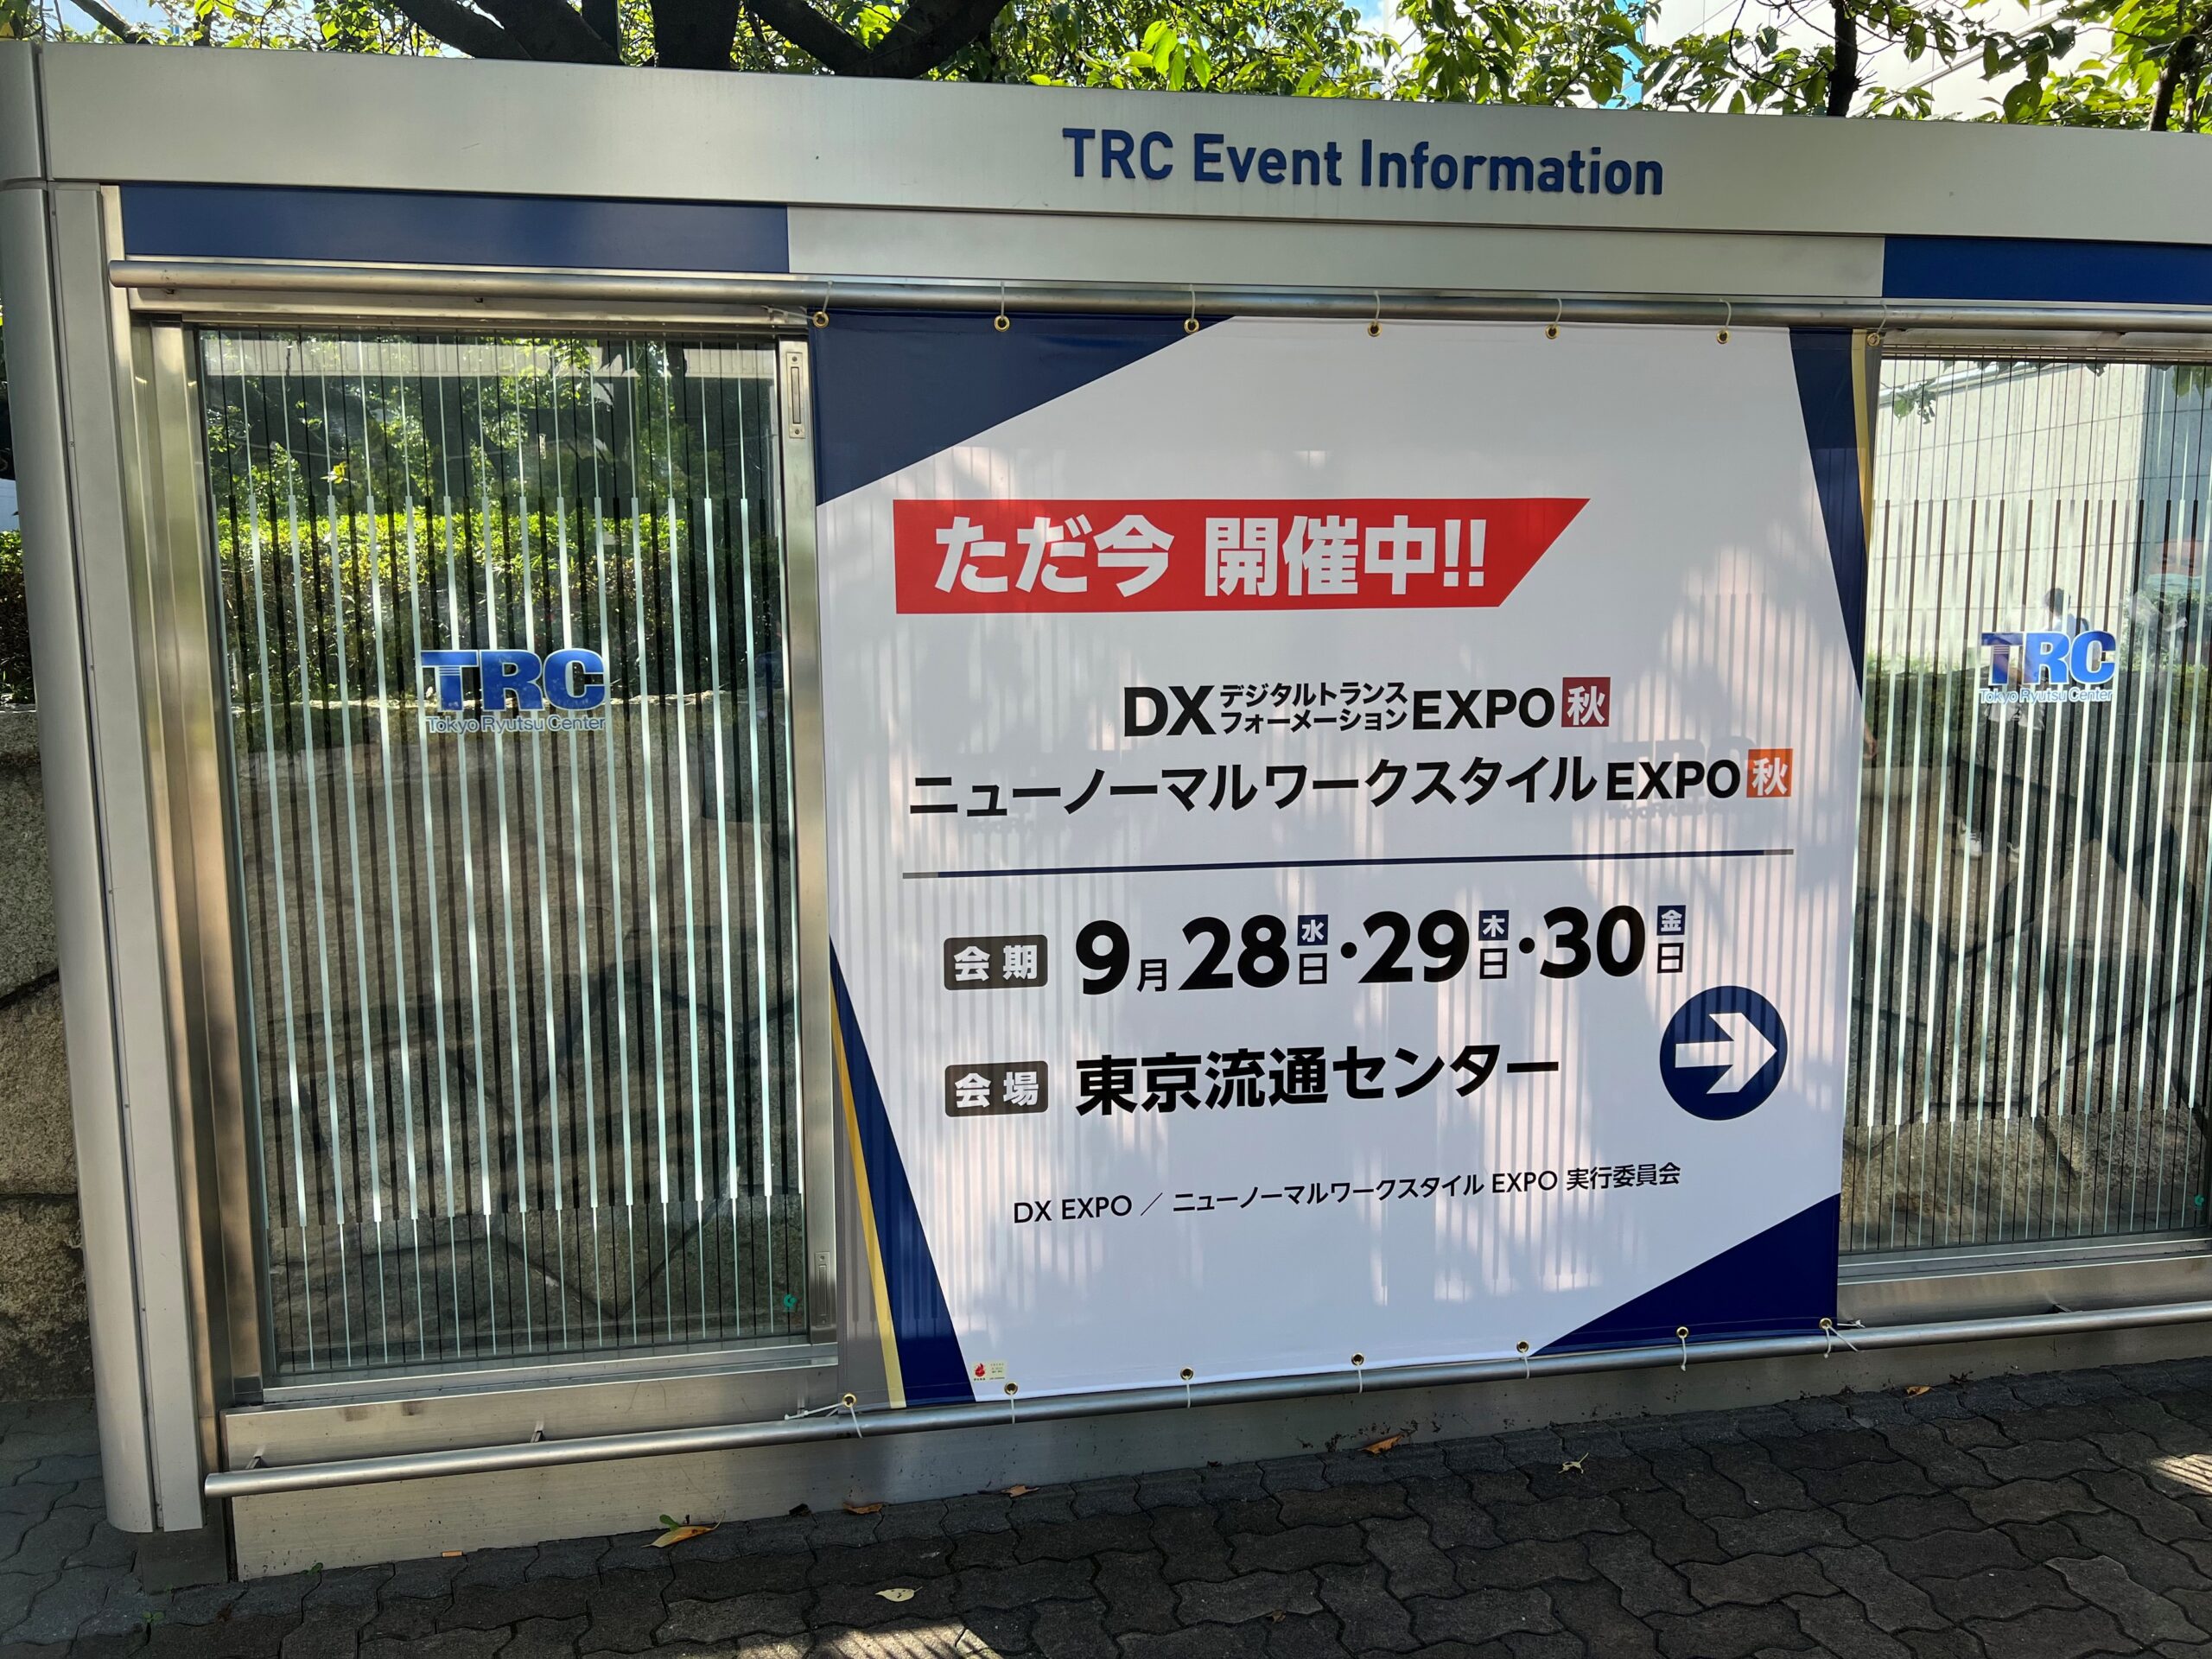 TRC Event Information
TRC
Tokyo Ryutsu Center
ただ今 開催中!!
DX デジタルトランスフォーメーション EXPO 秋
ニューノーマルワークスタイル EXPO 秋
会期 9月28日水・29日木・30日金
会場 東京流通センター
DX EXPO ／ ニューノーマルワークスタイル EXPO 実行委員会
TRC
Tokyo Ryutsu Center